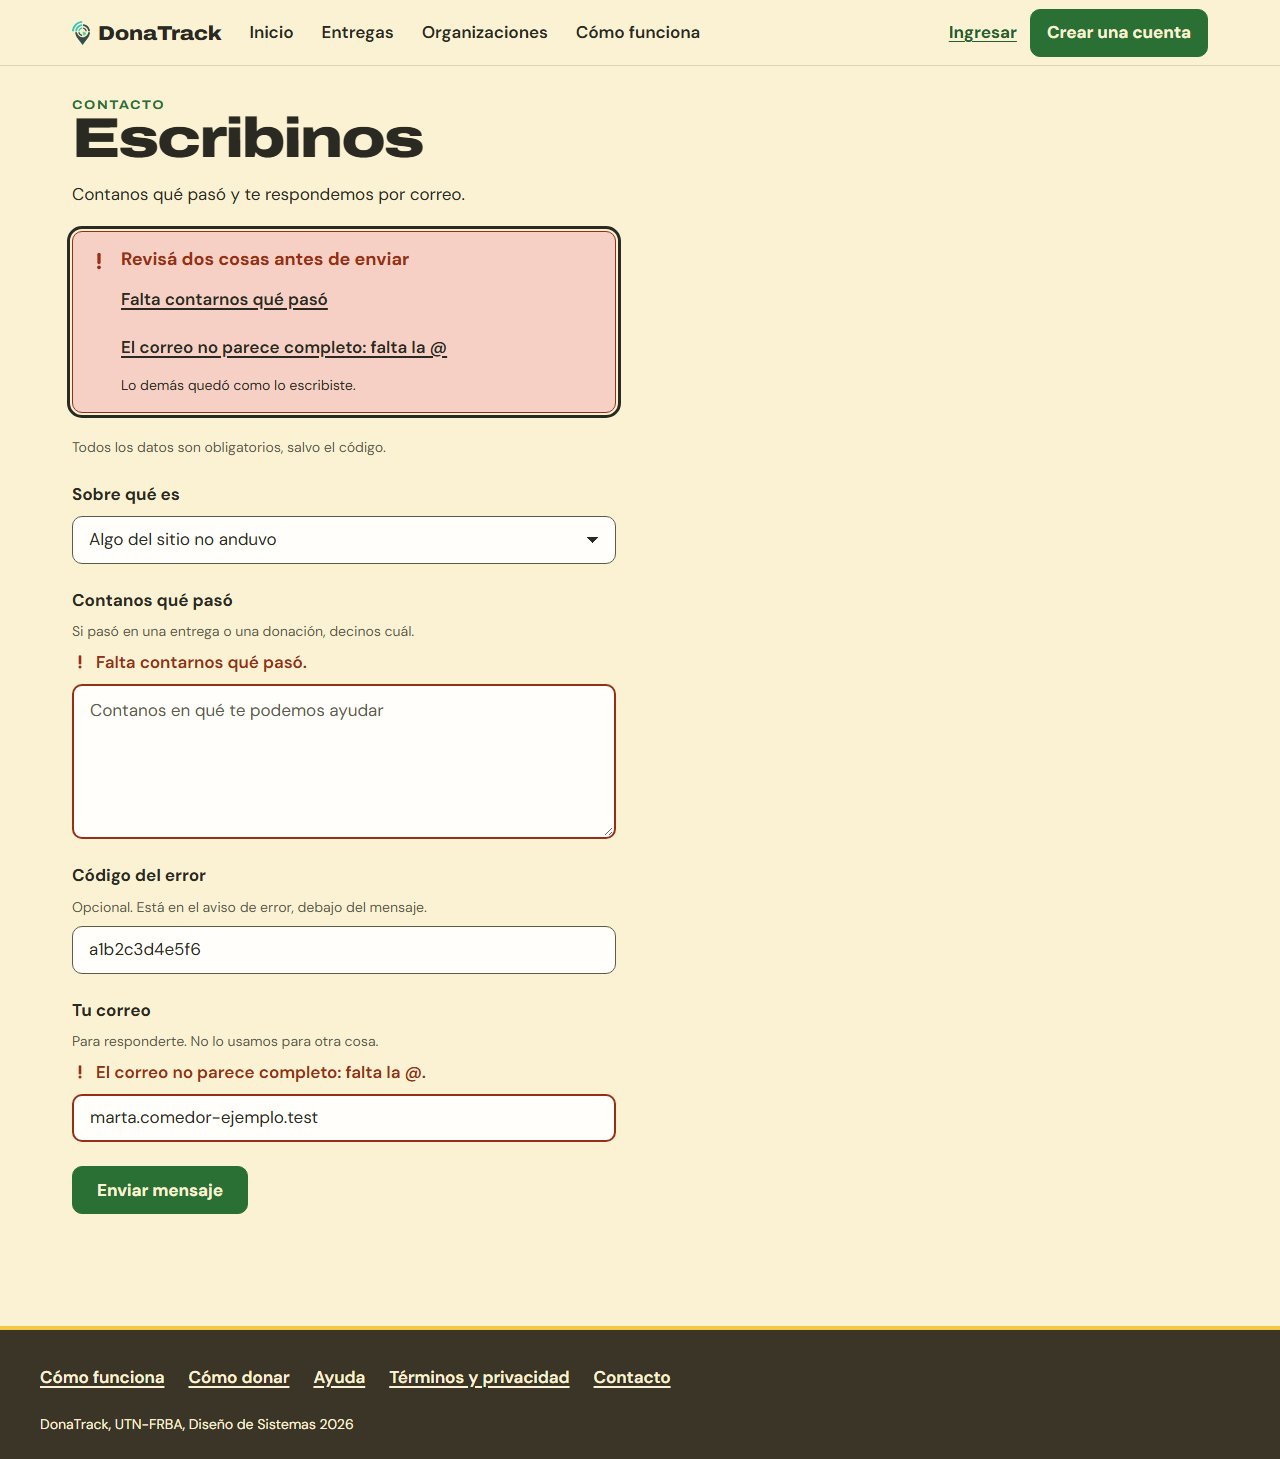 DonaTrack Inicio Entregas Organizaciones Cómo funciona Ingresar Crear una cuenta
CONTACTO
Escribinos
Contanos qué pasó y te respondemos por correo.
! Revisá dos cosas antes de enviar
Falta contarnos qué pasó
El correo no parece completo: falta la @
Lo demás quedó como lo escribiste.
Todos los datos son obligatorios, salvo el código.
Sobre qué es
Algo del sitio no anduvo
Contanos qué pasó
Si pasó en una entrega o una donación, decinos cuál.
! Falta contarnos qué pasó.
Contanos en qué te podemos ayudar
Código del error
Opcional. Está en el aviso de error, debajo del mensaje.
a1b2c3d4e5f6
Tu correo
Para responderte. No lo usamos para otra cosa.
! El correo no parece completo: falta la @.
marta.comedor-ejemplo.test
Enviar mensaje
Cómo funciona Cómo donar Ayuda Términos y privacidad Contacto
DonaTrack, UTN-FRBA, Diseño de Sistemas 2026